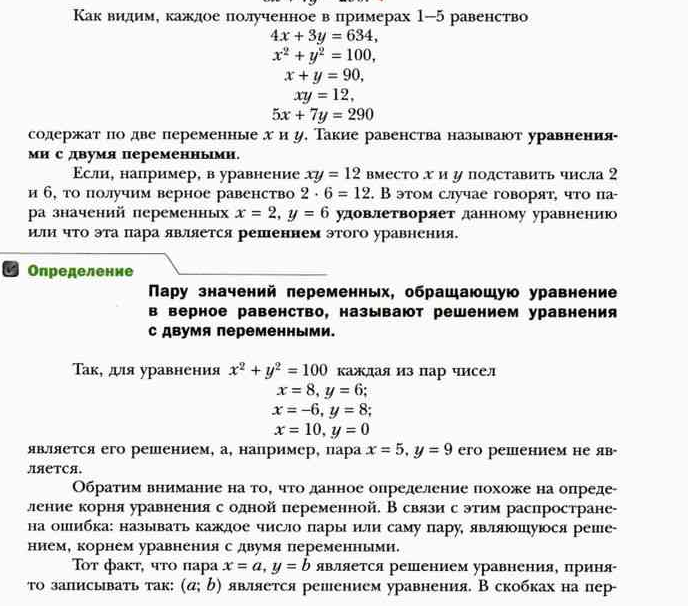 Как видим, каждое полученное в примерах 1—5 равенство
4x + 3y = 634,
x² + y² = 100,
x + y = 90,
xy = 12,
5x + 7y = 290
содержат по две переменные x и y. Такие равенства называют уравнения-
ми с двумя переменными.
Если, например, в уравнение xy = 12 вместо x и y подставить числа 2
и 6, то получим верное равенство 2 · 6 = 12. В этом случае говорят, что па-
ра значений переменных x = 2, y = 6 удовлетворяет данному уравнению
или что эта пара является решением этого уравнения.
Определение
Пару значений переменных, обращающую уравнение
в верное равенство, называют решением уравнения
с двумя переменными.
Так, для уравнения x² + y² = 100 каждая из пар чисел
x = 8, y = 6;
x = –6, y = 8;
x = 10, y = 0
является его решением, а, например, пара x = 5, y = 9 его решением не яв-
ляется.
Обратим внимание на то, что данное определение похоже на опреде-
ление корня уравнения с одной переменной. В связи с этим распростране-
на ошибка: называть каждое число пары или саму пару, являющуюся реше-
нием, корнем уравнения с двумя переменными.
Тот факт, что пара x = a, y = b является решением уравнения, приня-
то записывать так: (a; b) является решением уравнения. В скобках на пер-